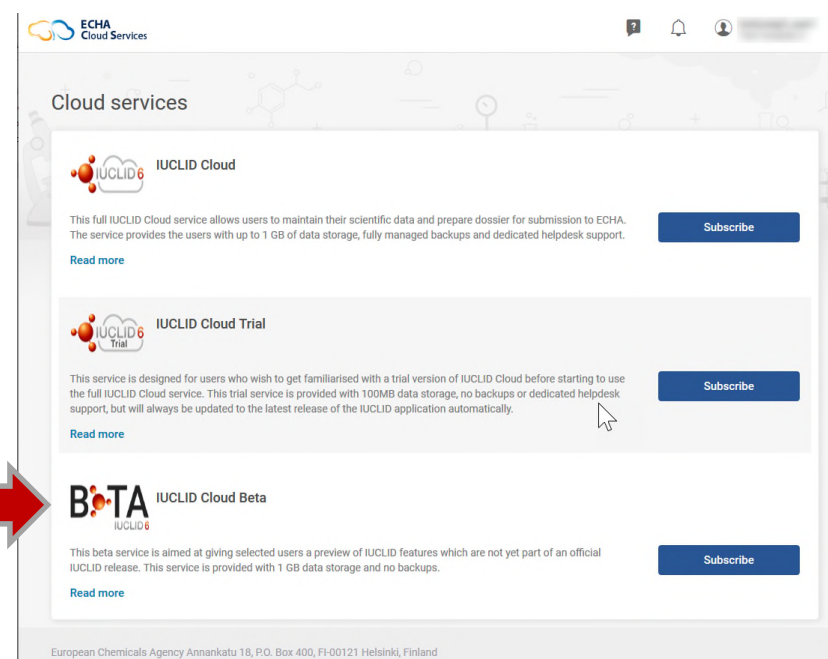 ECHA
Cloud Services
Cloud services
IUCLID 6
IUCLID Cloud
This full IUCLID Cloud service allows users to maintain their scientific data and prepare dossier for submission to ECHA.
The service provides the users with up to 1 GB of data storage, fully managed backups and dedicated helpdesk support.
Subscribe
Read more
IUCLID 6
Trial
IUCLID Cloud Trial
This service is designed for users who wish to get familiarised with a trial version of IUCLID Cloud before starting to use
the full IUCLID Cloud service. This trial service is provided with 100MB data storage, no backups or dedicated helpdesk
support, but will always be updated to the latest release of the IUCLID application automatically.
Subscribe
Read more
BETA
IUCLID 6
IUCLID Cloud Beta
This beta service is aimed at giving selected users a preview of IUCLID features which are not yet part of an official
IUCLID release. This service is provided with 1 GB data storage and no backups.
Subscribe
Read more
European Chemicals Agency Annankatu 18, P.O. Box 400, FI-00121 Helsinki, Finland